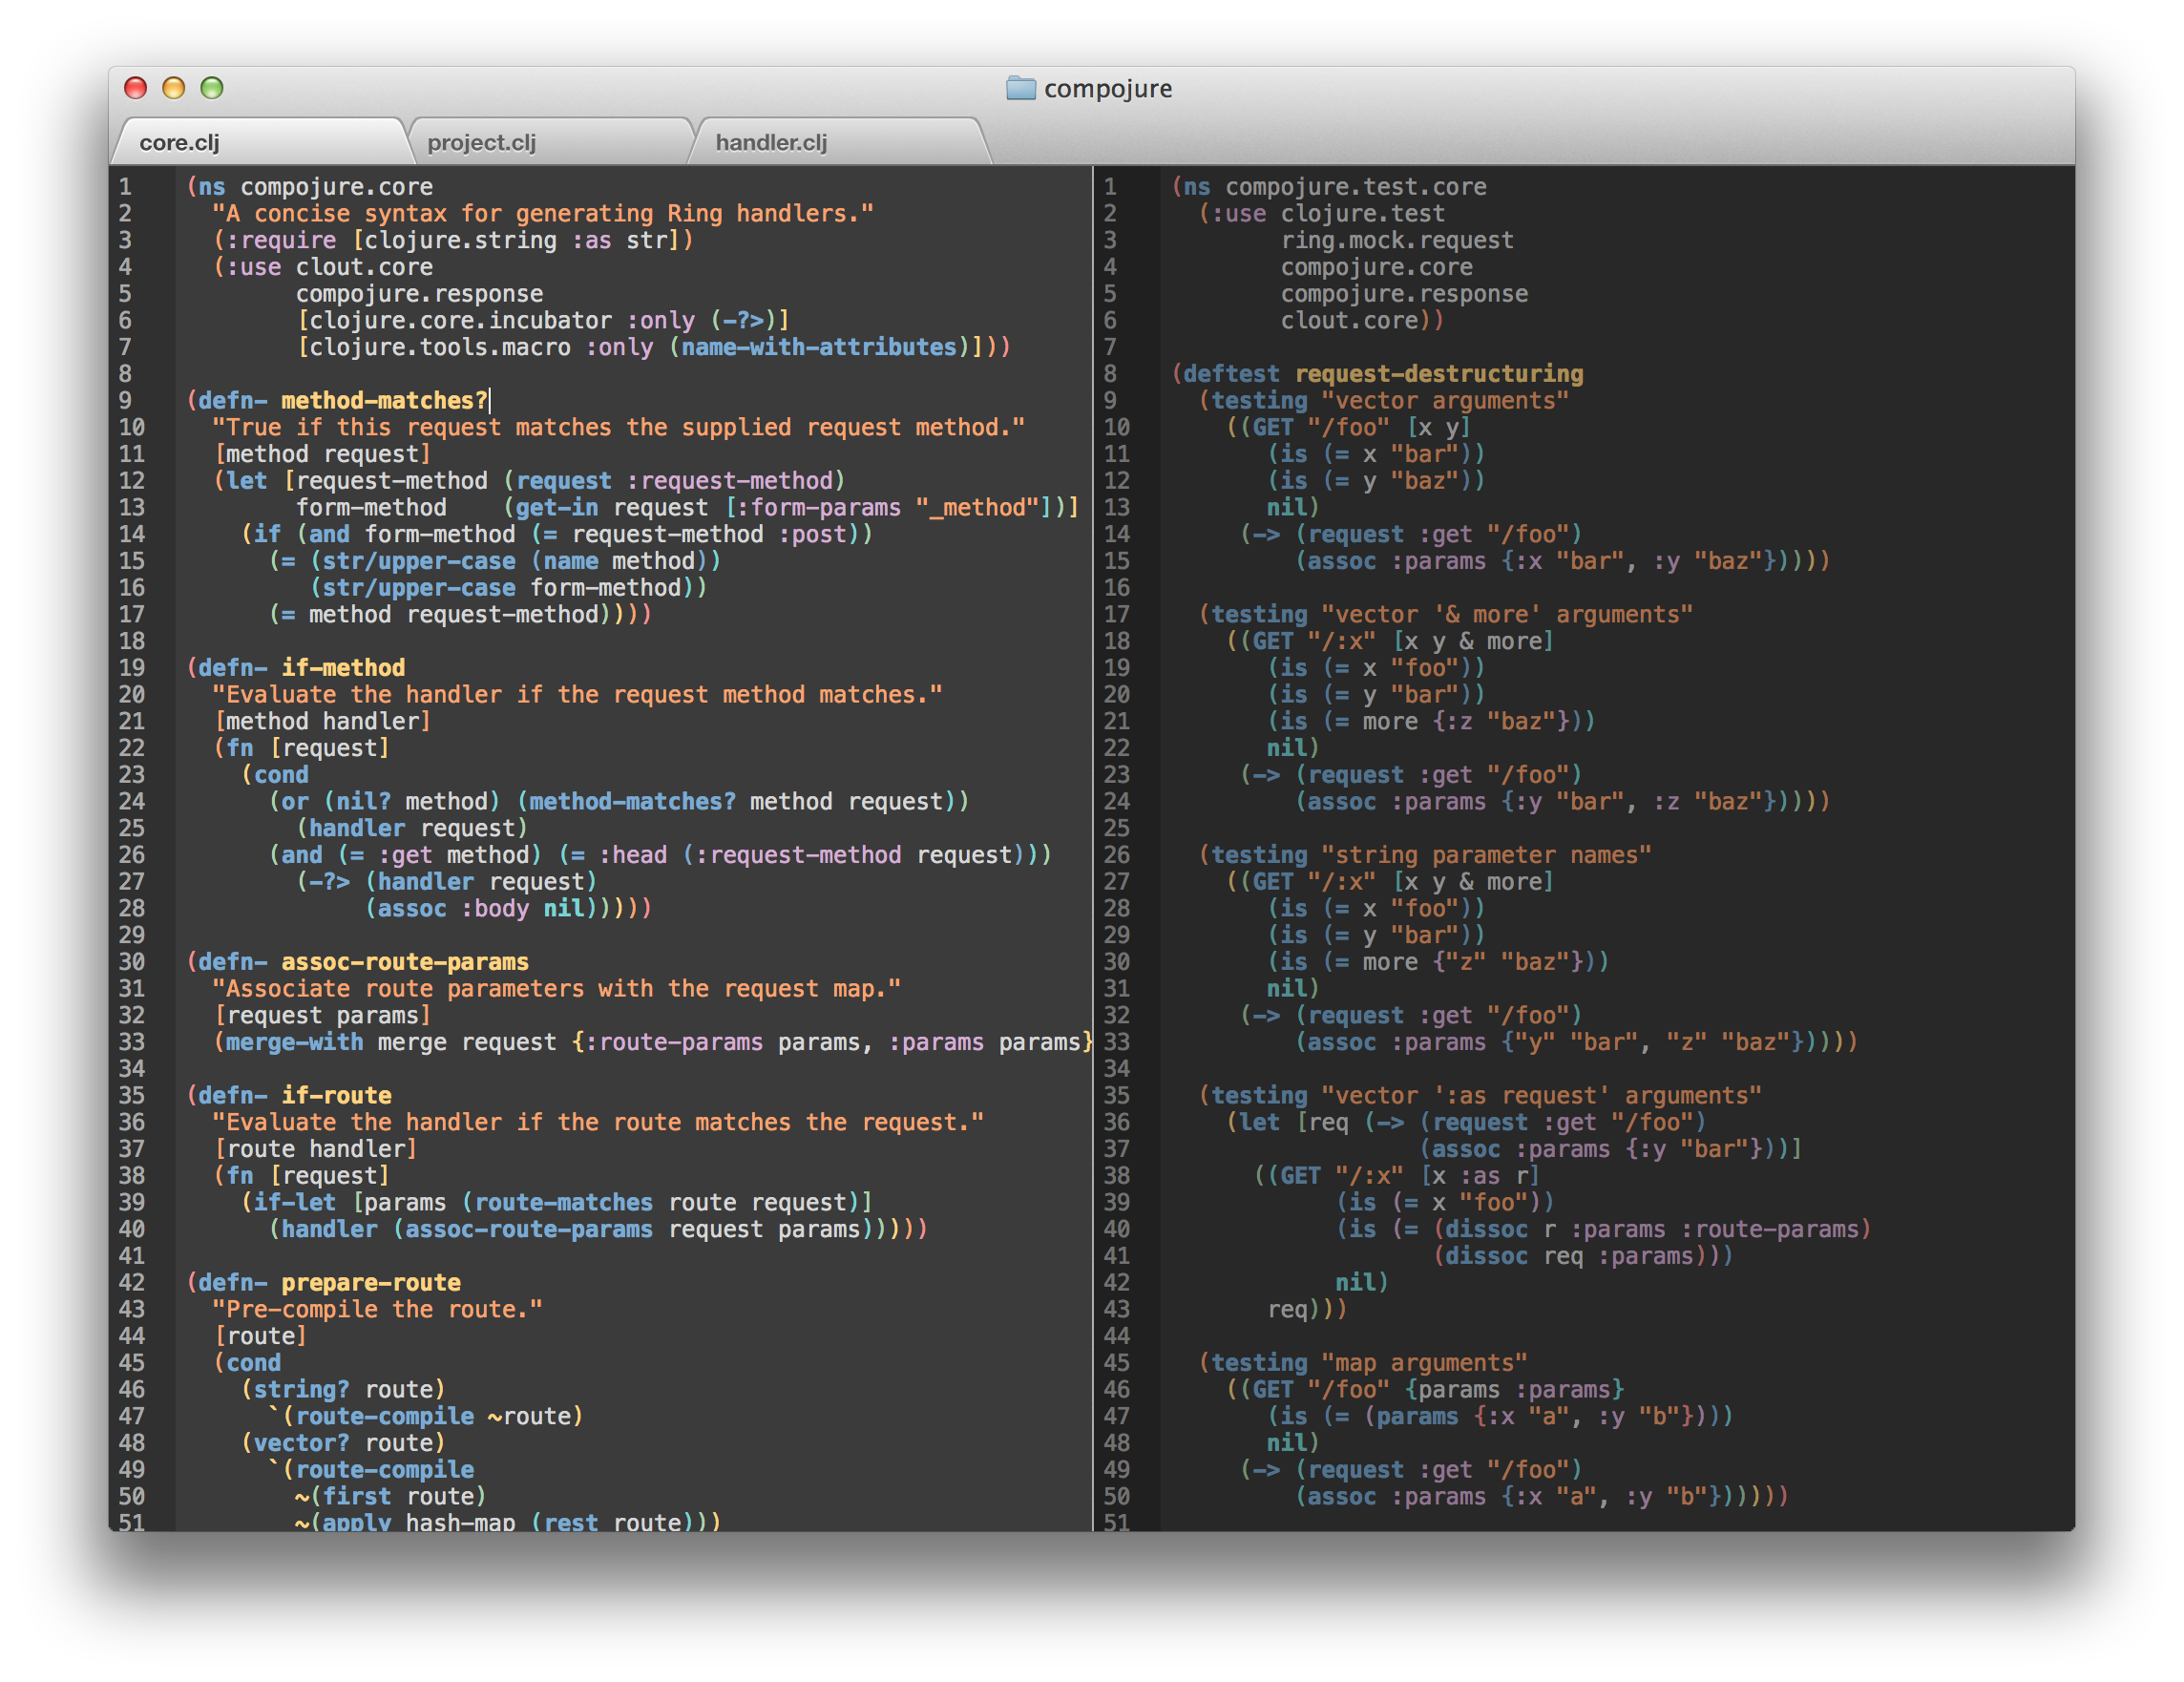 compojure
core.clj
project.clj
handler.clj
1 (ns compojure.core
2   "A concise syntax for generating Ring handlers."
3   (:require [clojure.string :as str])
4   (:use clout.core
5         compojure.response
6         [clojure.core.incubator :only (-?>)]
7         [clojure.tools.macro :only (name-with-attributes)]))
8
9 (defn- method-matches?
10   "True if this request matches the supplied request method."
11   [method request]
12   (let [request-method (request :request-method)
13         form-method    (get-in request [:form-params "_method"])]
14     (if (and form-method (= request-method :post))
15       (= (str/upper-case (name method))
16          (str/upper-case form-method))
17       (= method request-method))))
18
19 (defn- if-method
20   "Evaluate the handler if the request method matches."
21   [method handler]
22   (fn [request]
23     (cond
24       (or (nil? method) (method-matches? method request))
25         (handler request)
26       (and (= :get method) (= :head (:request-method request)))
27         (-?> (handler request)
28              (assoc :body nil)))))
29
30 (defn- assoc-route-params
31   "Associate route parameters with the request map."
32   [request params]
33   (merge-with merge request {:route-params params, :params params}
34
35 (defn- if-route
36   "Evaluate the handler if the route matches the request."
37   [route handler]
38   (fn [request]
39     (if-let [params (route-matches route request)]
40       (handler (assoc-route-params request params)))))
41
42 (defn- prepare-route
43   "Pre-compile the route."
44   [route]
45   (cond
46     (string? route)
47       `(route-compile ~route)
48     (vector? route)
49       `(route-compile
50         ~(first route)
51         ~(apply hash-map (rest route)))
1 (ns compojure.test.core
2   (:use clojure.test
3         ring.mock.request
4         compojure.core
5         compojure.response
6         clout.core))
7
8 (deftest request-destructuring
9   (testing "vector arguments"
10     ((GET "/foo" [x y]
11        (is (= x "bar"))
12        (is (= y "baz"))
13        nil)
14      (-> (request :get "/foo")
15          (assoc :params {:x "bar", :y "baz"}))))
16
17   (testing "vector '& more' arguments"
18     ((GET "/:x" [x y & more]
19        (is (= x "foo"))
20        (is (= y "bar"))
21        (is (= more {:z "baz"}))
22        nil)
23      (-> (request :get "/foo")
24          (assoc :params {:y "bar", :z "baz"}))))
25
26   (testing "string parameter names"
27     ((GET "/:x" [x y & more]
28        (is (= x "foo"))
29        (is (= y "bar"))
30        (is (= more {"z" "baz"}))
31        nil)
32      (-> (request :get "/foo")
33          (assoc :params {"y" "bar", "z" "baz"}))))
34
35   (testing "vector ':as request' arguments"
36     (let [req (-> (request :get "/foo")
37                   (assoc :params {:y "bar"}))]
38       ((GET "/:x" [x :as r]
39             (is (= x "foo"))
40             (is (= (dissoc r :params :route-params)
41                    (dissoc req :params)))
42             nil)
43        req)))
44
45   (testing "map arguments"
46     ((GET "/foo" {params :params}
47        (is (= (params {:x "a", :y "b"})))
48        nil)
49      (-> (request :get "/foo")
50          (assoc :params {:x "a", :y "b"})))))
51